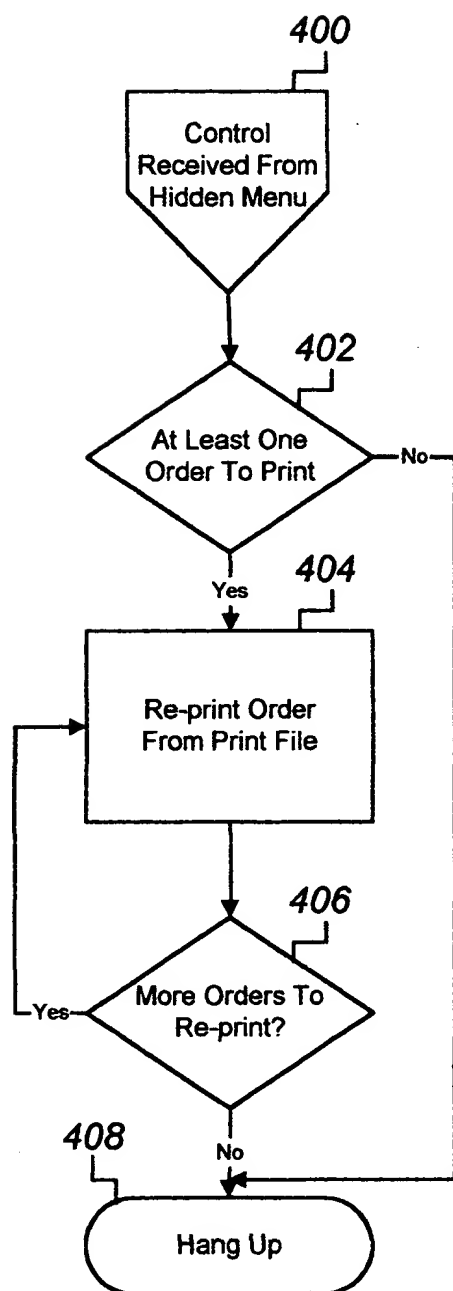 400
Control
Received From
Hidden Menu
402
At Least One
Order To Print
No
Yes
404
Re-print Order
From Print File
406
More Orders To
Re-print?
Yes
No
408
Hang Up